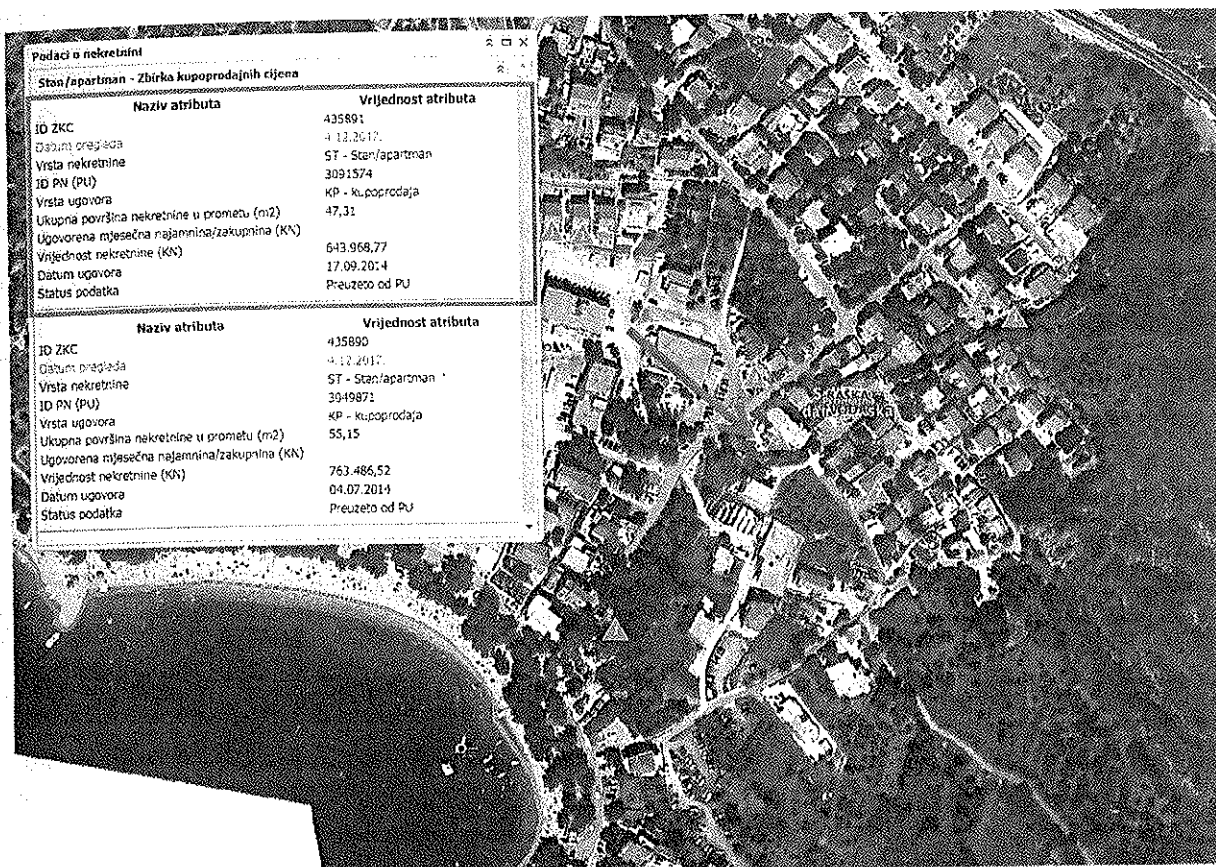 Podaci o nekretnini
Stan/apartman - Zbirka kupoprodajnih cijena
Naziv atributa Vrijednost atributa
ID ZKC 435891
Datum pregleda 4.12.2017.
Vrsta nekretnine ST - Stan/apartman
ID PN (PU) 3091574
Vrsta ugovora KP - kupoprodaja
Ukupna površina nekretnine u prometu (m2) 47,31
Ugovorena mjesečna najamnina/zakupnina (KN)
Vrijednost nekretnine (KN) 643.968,77
Datum ugovora 17.09.2014
Status podatka Preuzeto od PU
Naziv atributa Vrijednost atributa
ID ZKC 435890
Datum pregleda 4.12.2017.
Vrsta nekretnine ST - Stan/apartman
ID PN (PU) 3049871
Vrsta ugovora KP - kupoprodaja
Ukupna površina nekretnine u prometu (m2) 55,15
Ugovorena mjesečna najamnina/zakupnina (KN)
Vrijednost nekretnine (KN) 763.486,52
Datum ugovora 04.07.2014
Status podatka Preuzeto od PU